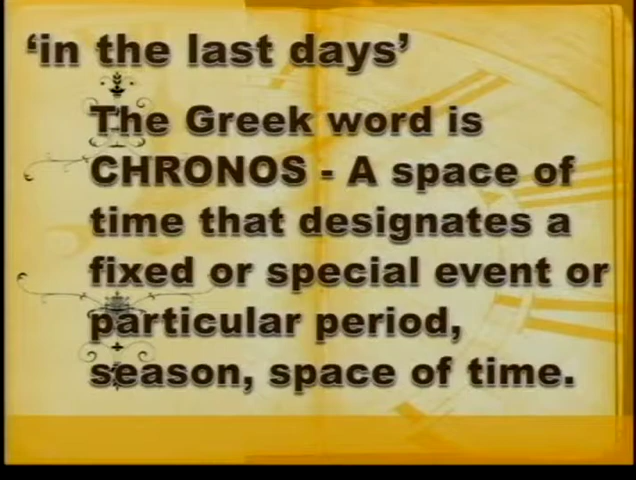 ‘in the last days’
The Greek word is
CHRONOS - A space of
time that designates a
fixed or special event or
particular period,
season, space of time.